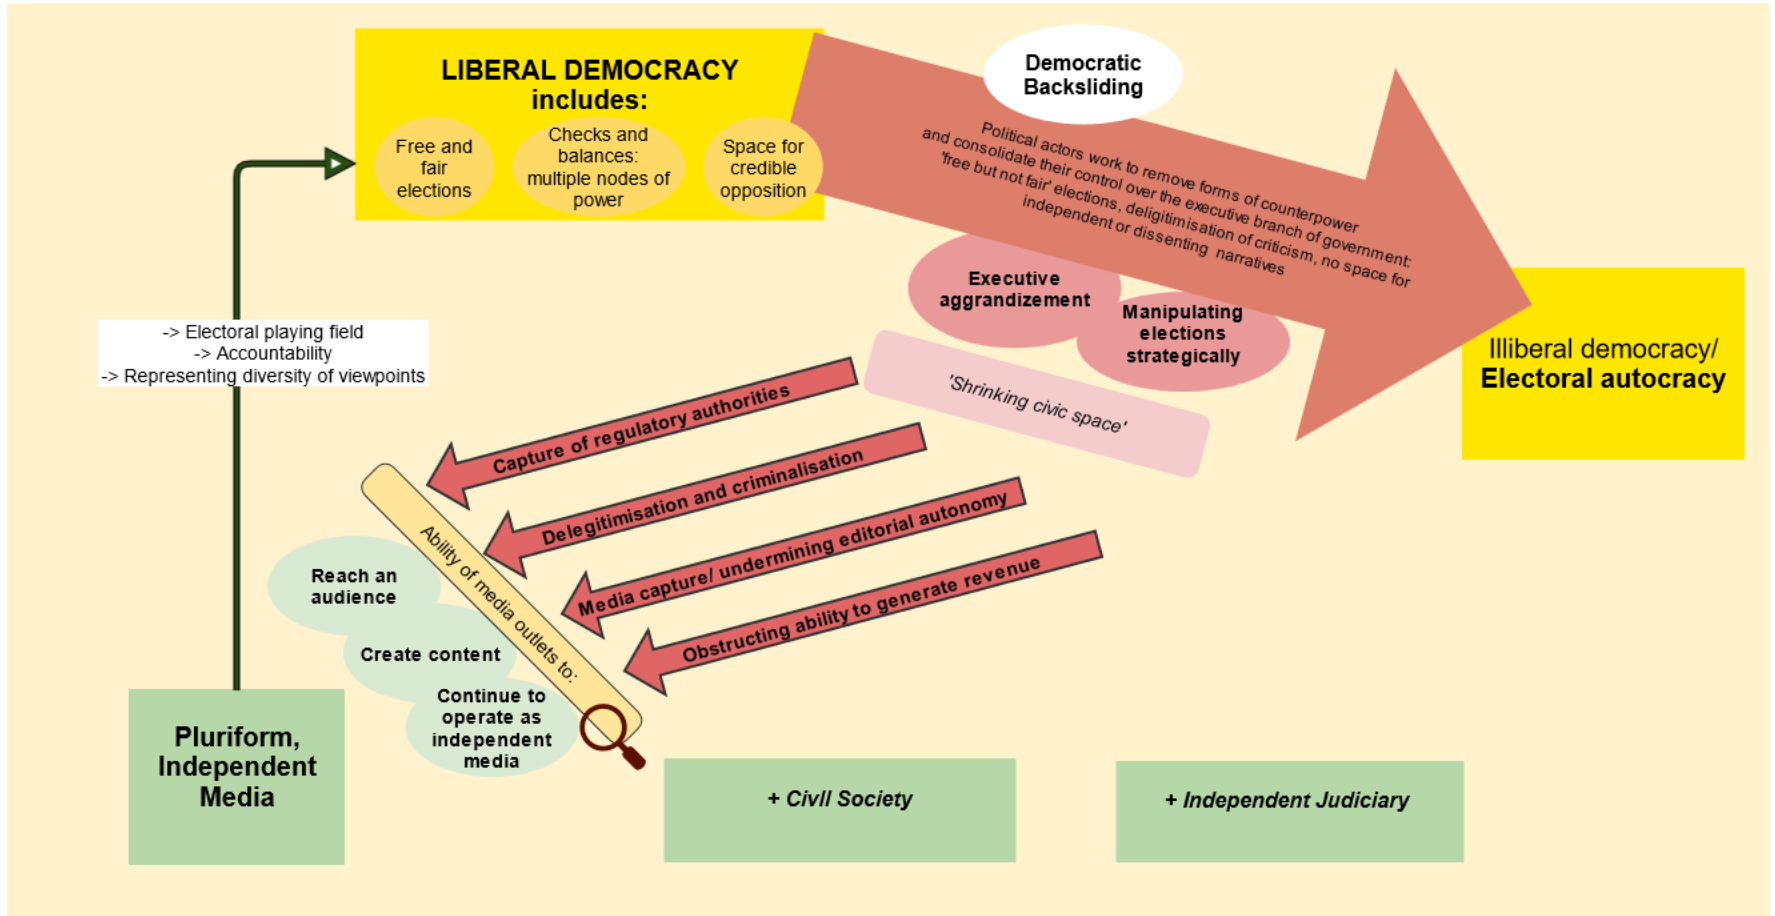 LIBERAL DEMOCRACY
includes:
Free and
fair
elections
Checks and
balances:
multiple nodes of
power
Space for
credible
opposition
Democratic
Backsliding
Political actors work to remove forms of counterpower
and consolidate their control over the executive branch of government:
'free but not fair' elections, deligitimisation of criticism, no space for
independent or dissenting narratives
Executive
aggrandizement
Manipulating
elections
strategically
'Shrinking civic space'
Illiberal democracy/
Electoral autocracy
-> Electoral playing field
-> Accountability
-> Representing diversity of viewpoints
Capture of regulatory authorities
Delegitimisation and criminalisation
Media capture/ undermining editorial autonomy
Obstructing ability to generate revenue
Ability of media outlets to:
Reach an
audience
Create content
Continue to
operate as
independent
media
Pluriform,
Independent
Media
+ Civil Society
+ Independent Judiciary